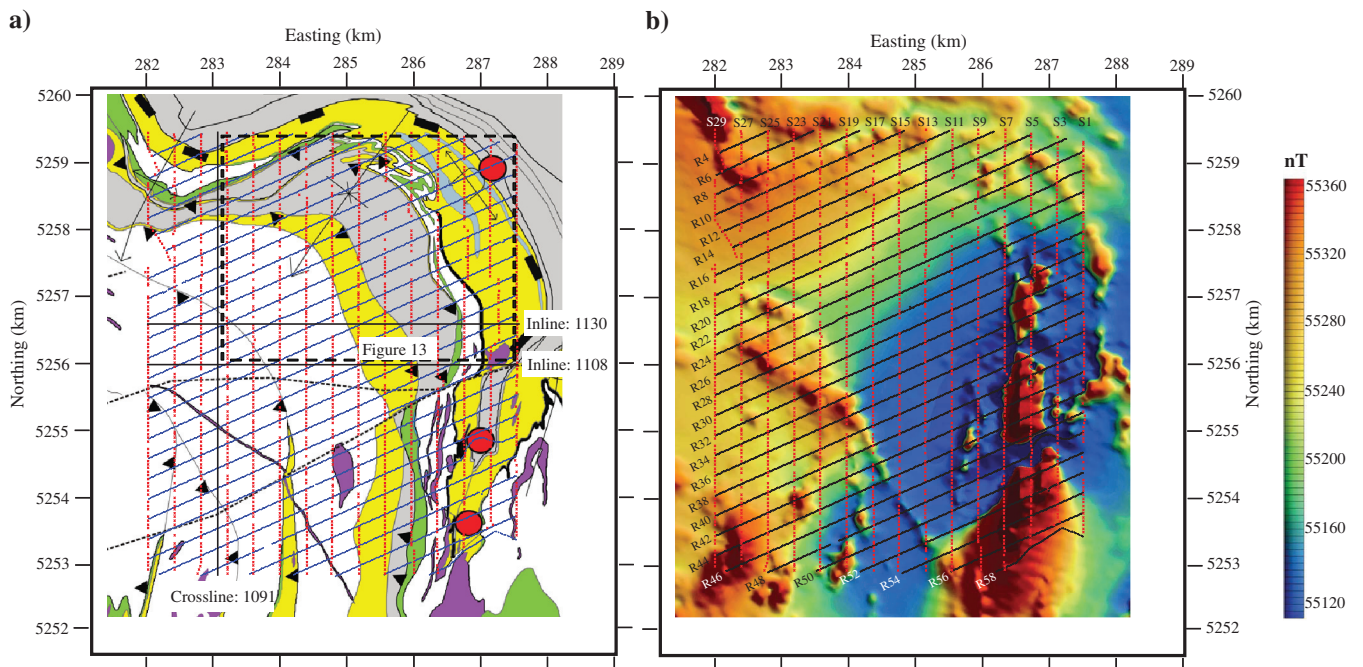 a)
Easting (km)
282 283 284 285 286 287 288 289
5260
5259
5258
5257
5256
5255
5254
5253
5252
Northing (km)
Inline: 1130
Inline: 1108
Figure 13
Crossline: 1091
b)
Easting (km)
282 283 284 285 286 287 288 289
S29 S27 S25 S23 S21 S19 S17 S15 S13 S11 S9 S7 S5 S3 S1
R4
R6
R8
R10
R12
R14
R16
R18
R20
R22
R24
R26
R28
R30
R32
R34
R36
R38
R40
R42
R44
R46 R48 R50 R52 R54 R56 R58
5260
5259
5258
5257
5256
5255
5254
5253
5252
Northing (km)
nT
55360
55320
55280
55240
55200
55160
55120